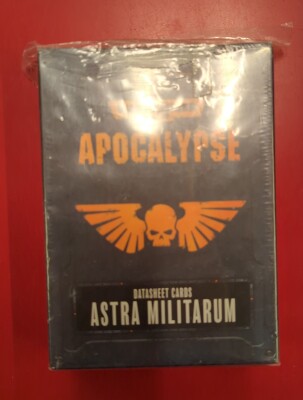 APOCALYPSE
DATASHEET CARDS
ASTRA MILITARUM